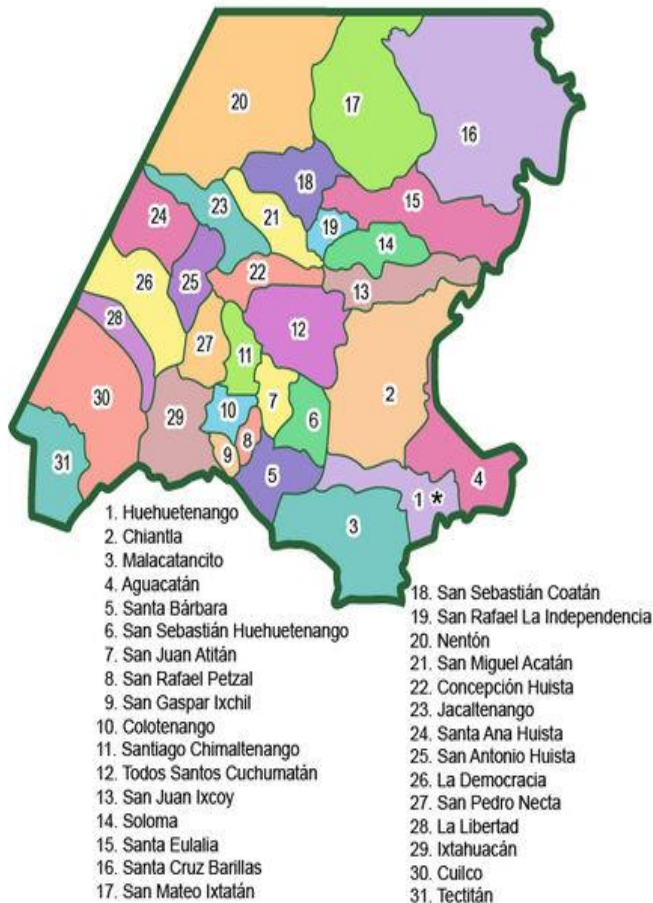 20
17
16
18
15
23
21
24
19
14
22
26
25
13
28
12
27
11
2
30
7
10
29
6
8
31
9
5
4
1 *
3
1. Huehuetenango
2. Chiantla
3. Malacatancito
4. Aguacatán
5. Santa Bárbara
6. San Sebastián Huehuetenango
7. San Juan Atitán
8. San Rafael Petzal
9. San Gaspar Ixchil
10. Colotenango
11. Santiago Chimaltenango
12. Todos Santos Cuchumatán
13. San Juan Ixcoy
14. Soloma
15. Santa Eulalia
16. Santa Cruz Barillas
17. San Mateo Ixtatán
18. San Sebastián Coatán
19. San Rafael La Independencia
20. Nentón
21. San Miguel Acatán
22. Concepción Huista
23. Jacaltenango
24. Santa Ana Huista
25. San Antonio Huista
26. La Democracia
27. San Pedro Necta
28. La Libertad
29. Ixtahuacán
30. Cuilco
31. Tectitán